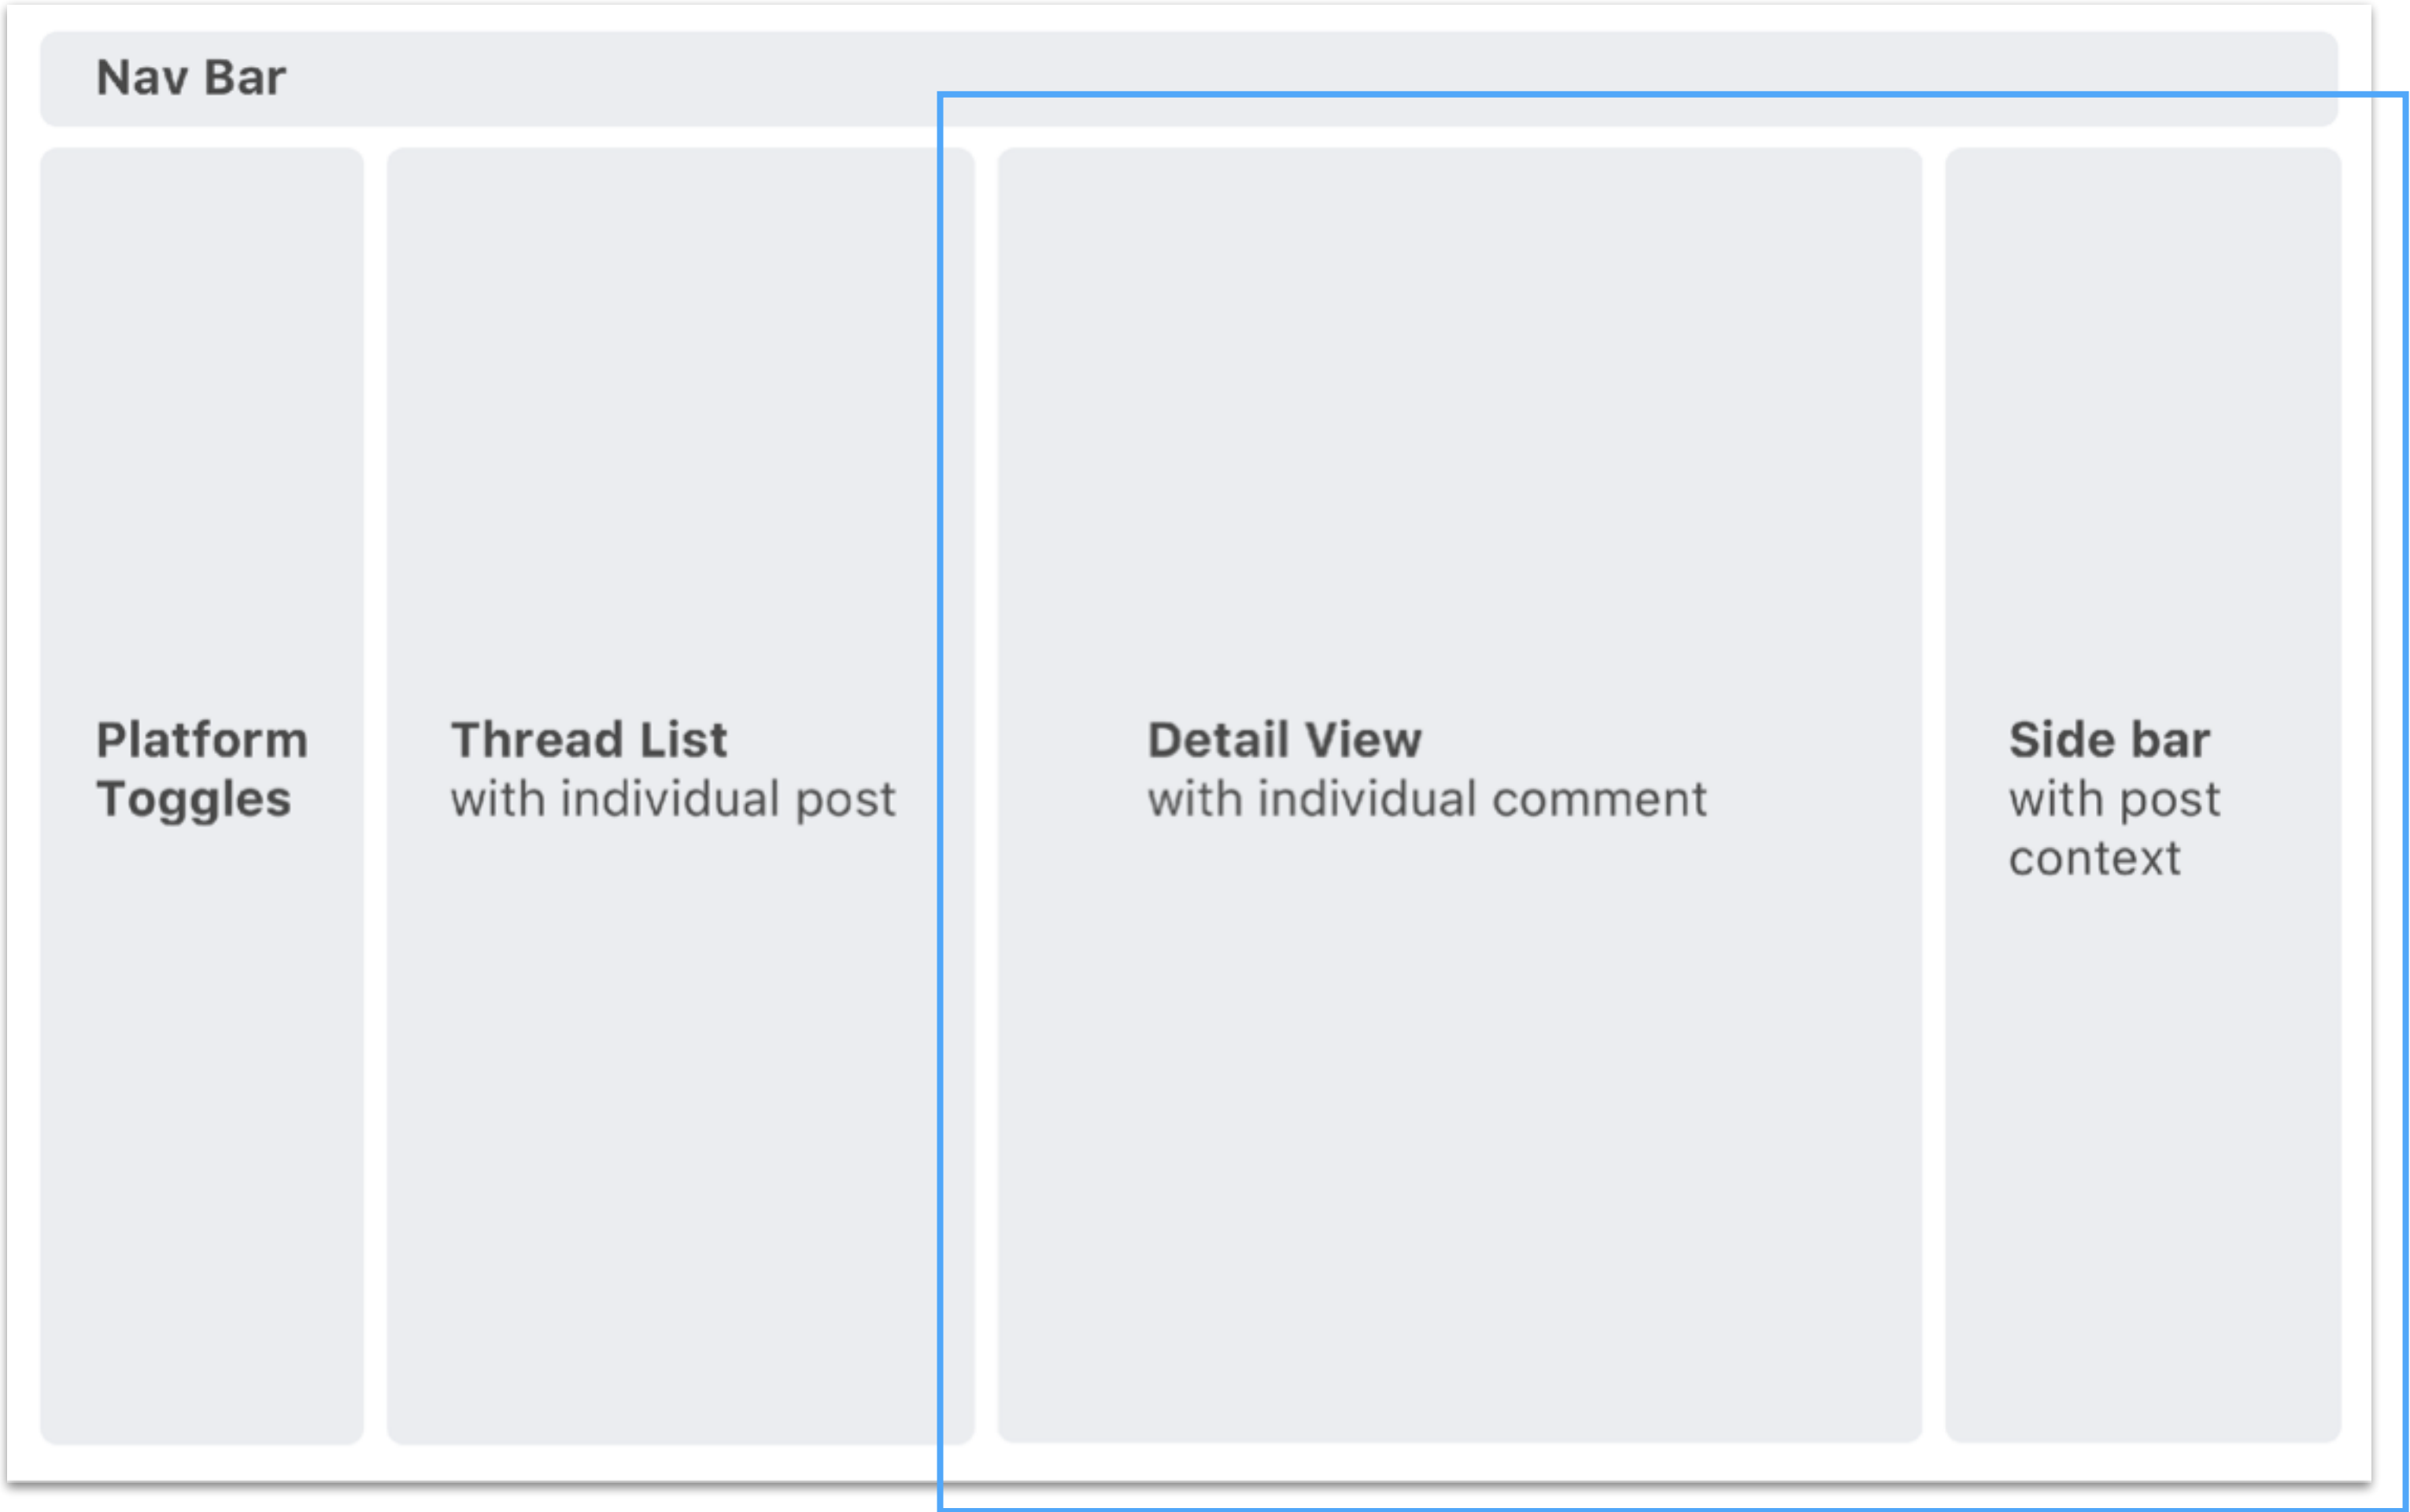 Nav Bar
Platform
Toggles
Thread List
with individual post
Detail View
with individual comment
Side bar
with post
context